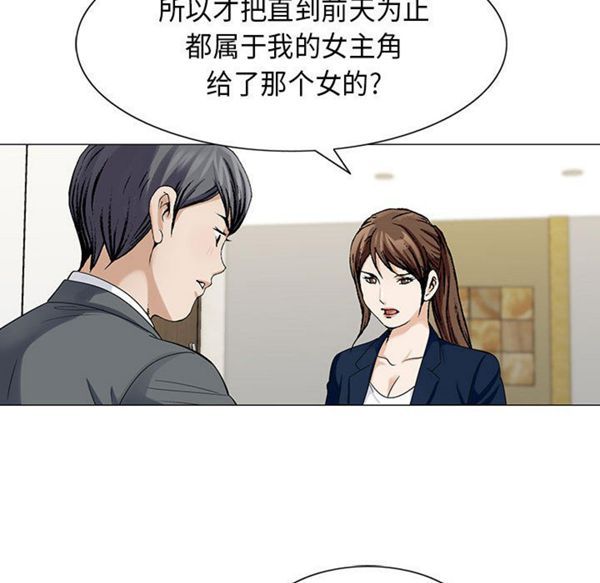 所以才把直到前天为止
都属于我的女主角
给了那个女的?